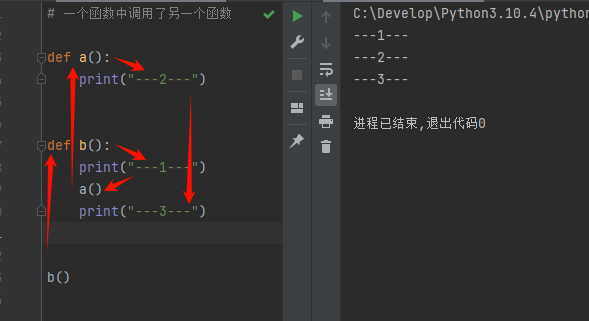 # 一个函数中调用了另一个函数
def a():
print("---2---")
def b():
print("---1---")
a()
print("---3---")
b()
C:\Develop\Python3.10.4\pytho
---1---
---2---
---3---
进程已结束,退出代码0